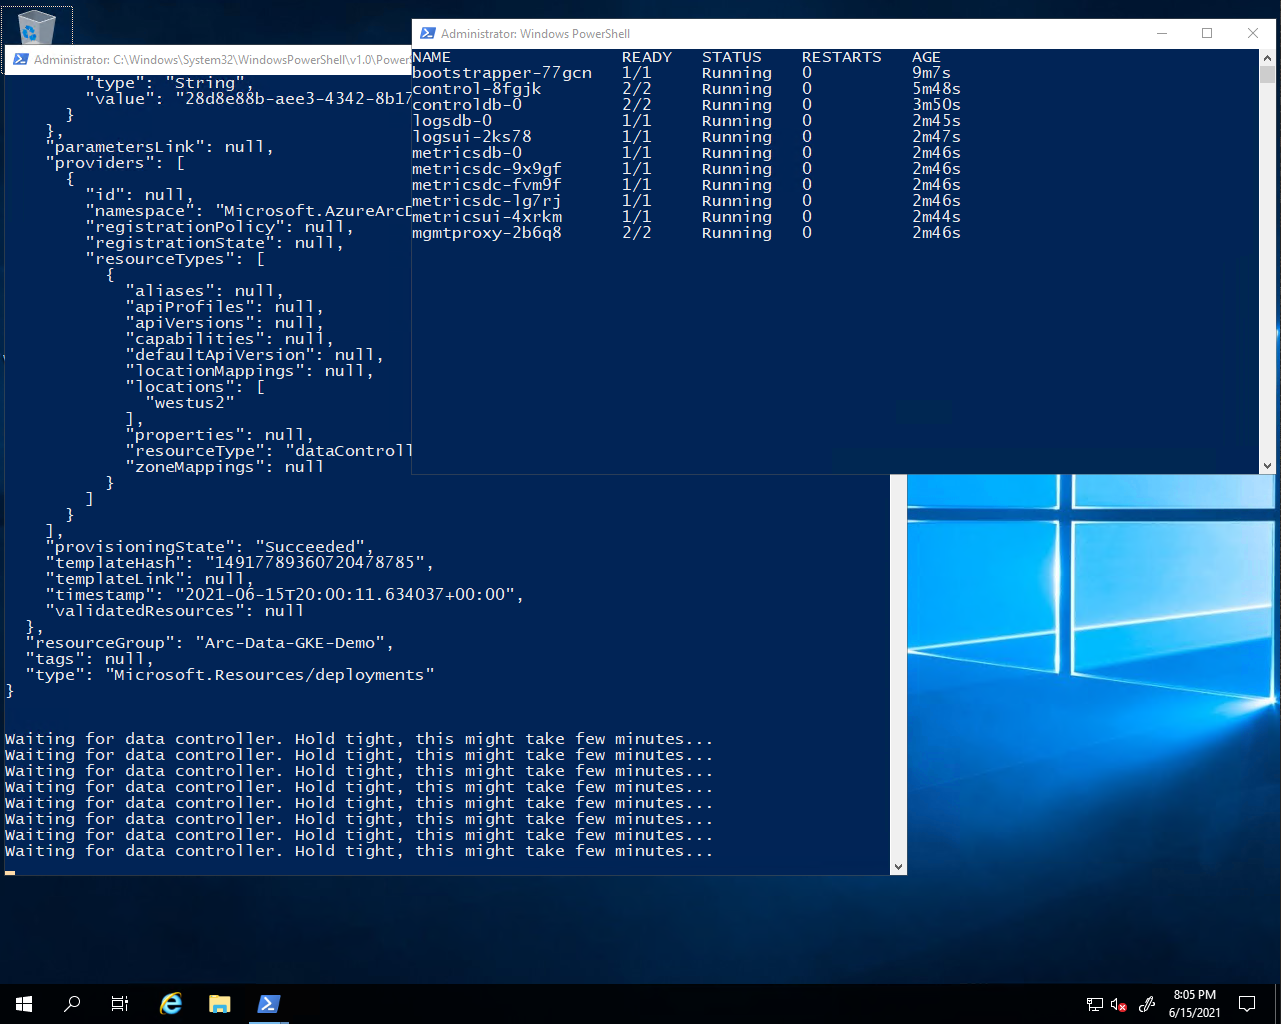 Administrator: Windows PowerShell
NAME READY STATUS RESTARTS AGE
bootstrapper-77gcn 1/1 Running 0 9m7s
control-8fgjk 2/2 Running 0 5m48s
controldb-0 2/2 Running 0 3m50s
logsdb-0 1/1 Running 0 2m45s
logsui-2ks78 1/1 Running 0 2m47s
metricsdb-0 1/1 Running 0 2m46s
metricsdc-9x9gf 1/1 Running 0 2m46s
metricsdc-fvm9f 1/1 Running 0 2m46s
metricsdc-lg7rj 1/1 Running 0 2m46s
metricsui-4xrkm 1/1 Running 0 2m44s
mgmtproxy-2b6q8 2/2 Running 0 2m46s
Administrator: C:\Windows\System32\WindowsPowerShell\v1.0\PowerS
"type": "String",
"value": "28d8e88b-aee3-4342-8b17
}
},
"parametersLink": null,
"providers": [
{
"id": null,
"namespace": "Microsoft.AzureArcD
"registrationPolicy": null,
"registrationState": null,
"resourceTypes": [
{
"aliases": null,
"apiProfiles": null,
"apiVersions": null,
"capabilities": null,
"defaultApiVersion": null,
"locationMappings": null,
"locations": [
"westus2"
],
"properties": null,
"resourceType": "dataControll
"zoneMappings": null
}
]
}
],
"provisioningState": "Succeeded",
"templateHash": "14917789360720478785",
"templateLink": null,
"timestamp": "2021-06-15T20:00:11.634037+00:00",
"validatedResources": null
},
"resourceGroup": "Arc-Data-GKE-Demo",
"tags": null,
"type": "Microsoft.Resources/deployments"
}
Waiting for data controller. Hold tight, this might take few minutes...
Waiting for data controller. Hold tight, this might take few minutes...
Waiting for data controller. Hold tight, this might take few minutes...
Waiting for data controller. Hold tight, this might take few minutes...
Waiting for data controller. Hold tight, this might take few minutes...
Waiting for data controller. Hold tight, this might take few minutes...
Waiting for data controller. Hold tight, this might take few minutes...
Waiting for data controller. Hold tight, this might take few minutes...
8:05 PM
6/15/2021